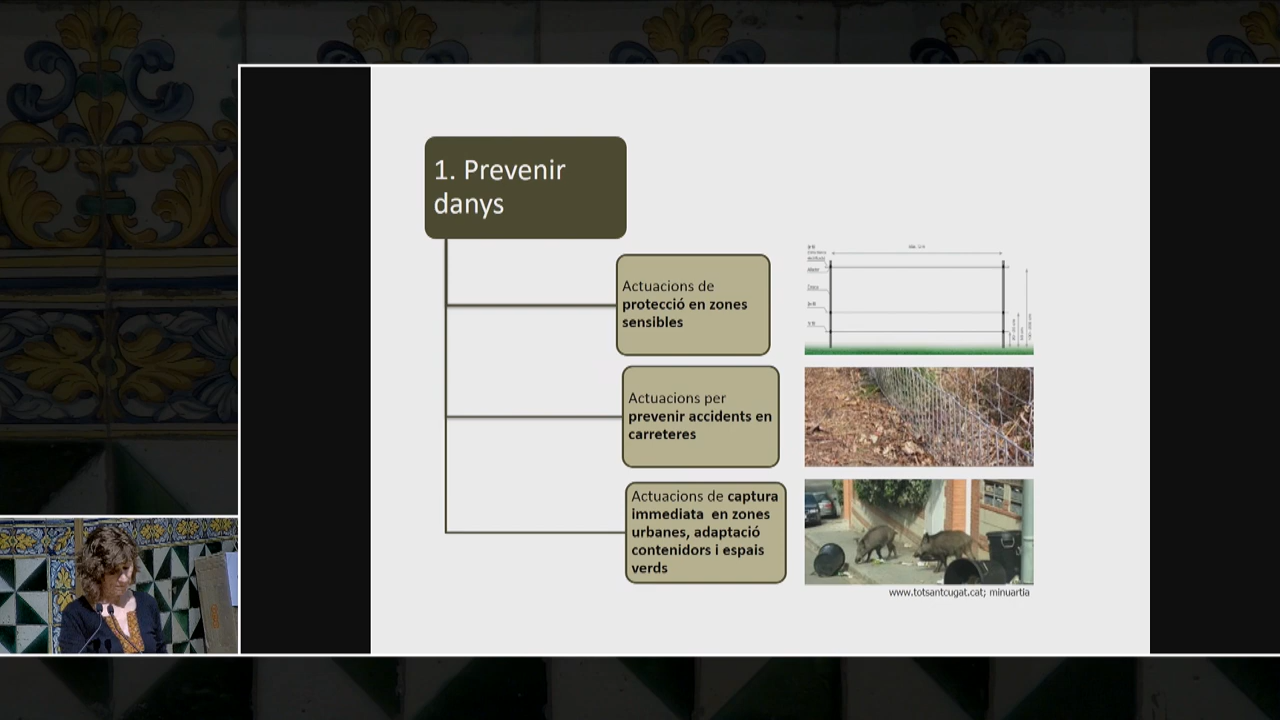 1. Prevenir
danys
Actuacions de
protecció en zones
sensibles
Actuacions per
prevenir accidents en
carreteres
Actuacions de captura
immediata en zones
urbanes, adaptació
contenidors i espais
verds
www.totsantcugat.cat; minuartia